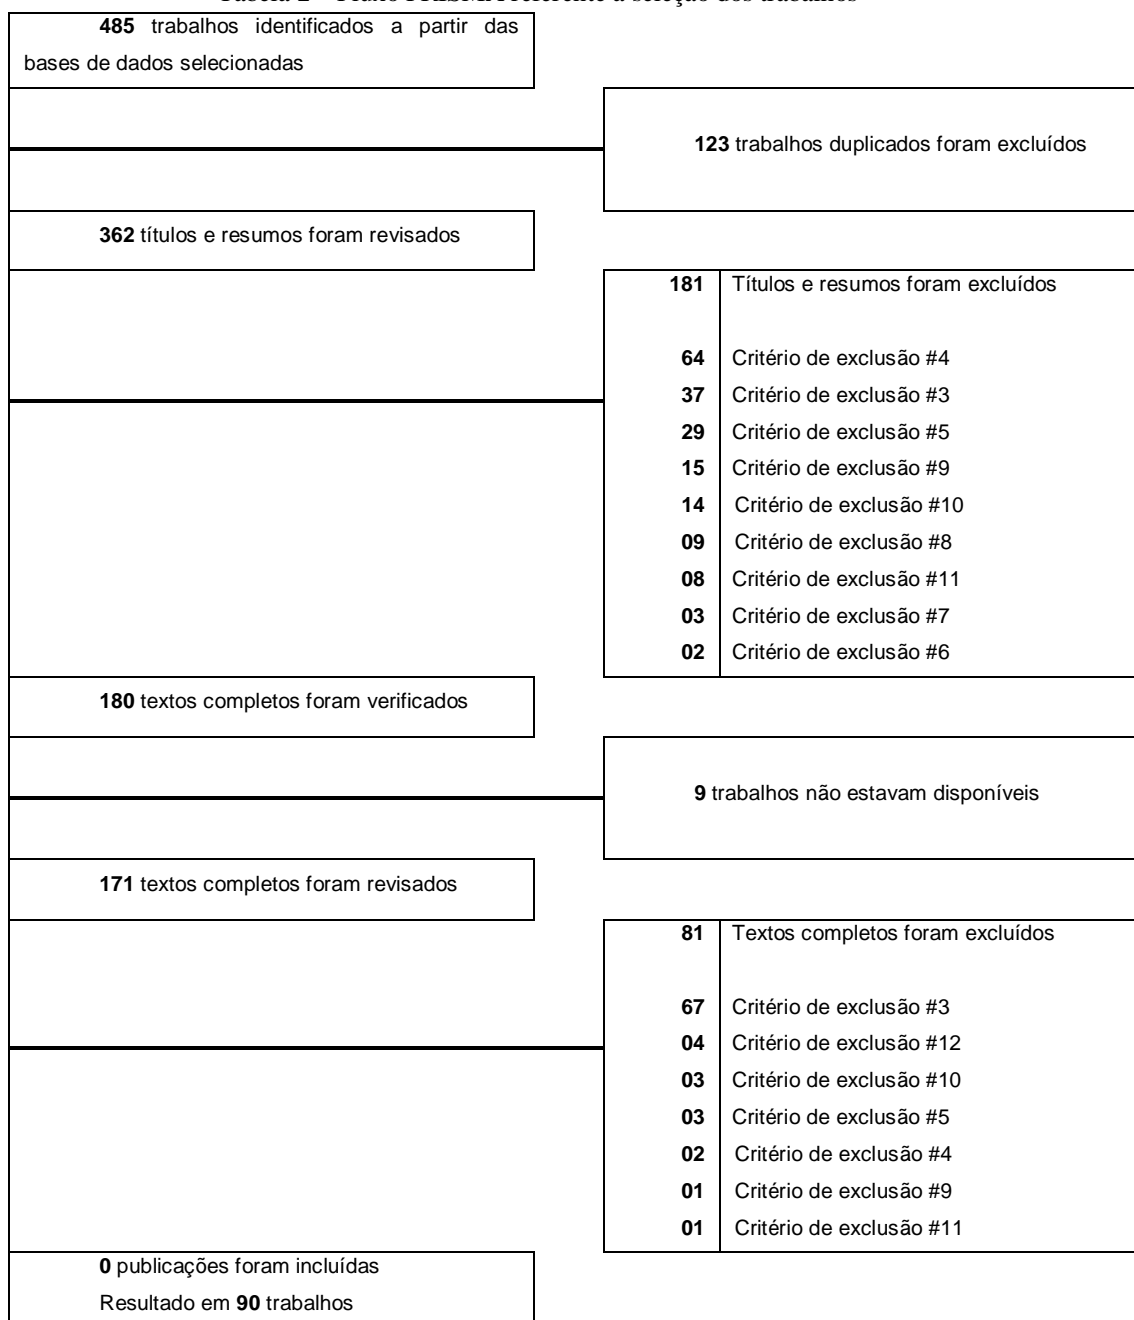 485 trabalhos identificados a partir das
bases de dados selecionadas
123 trabalhos duplicados foram excluídos
362 títulos e resumos foram revisados
181 Títulos e resumos foram excluídos
64 Critério de exclusão #4
37 Critério de exclusão #3
29 Critério de exclusão #5
15 Critério de exclusão #9
14 Critério de exclusão #10
09 Critério de exclusão #8
08 Critério de exclusão #11
03 Critério de exclusão #7
02 Critério de exclusão #6
180 textos completos foram verificados
9 trabalhos não estavam disponíveis
171 textos completos foram revisados
81 Textos completos foram excluídos
67 Critério de exclusão #3
04 Critério de exclusão #12
03 Critério de exclusão #10
03 Critério de exclusão #5
02 Critério de exclusão #4
01 Critério de exclusão #9
01 Critério de exclusão #11
0 publicações foram incluídas
Resultado em 90 trabalhos